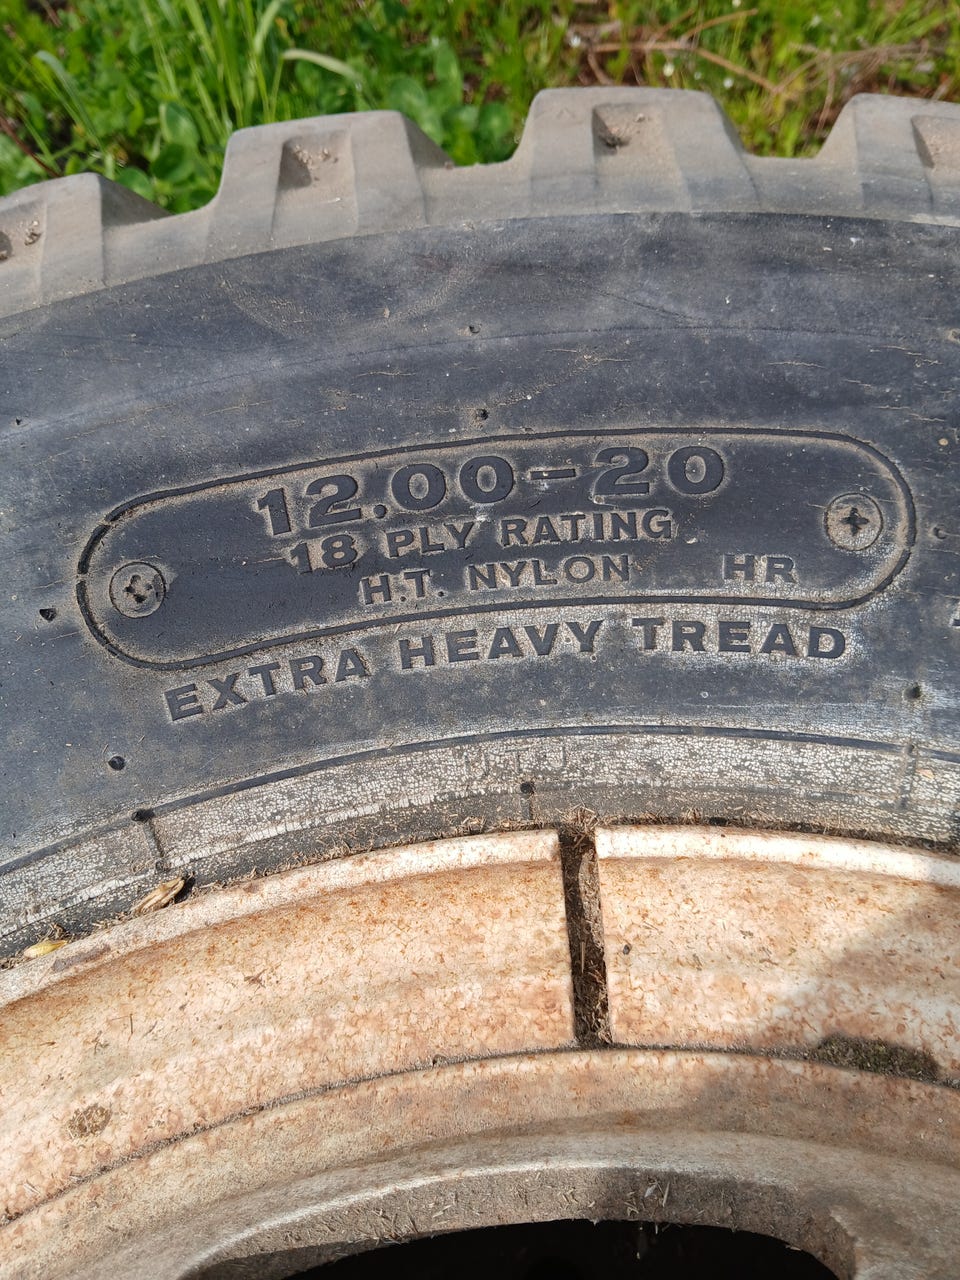 12.00-20
18 PLY RATING
H.T. NYLON HR
EXTRA HEAVY TREAD